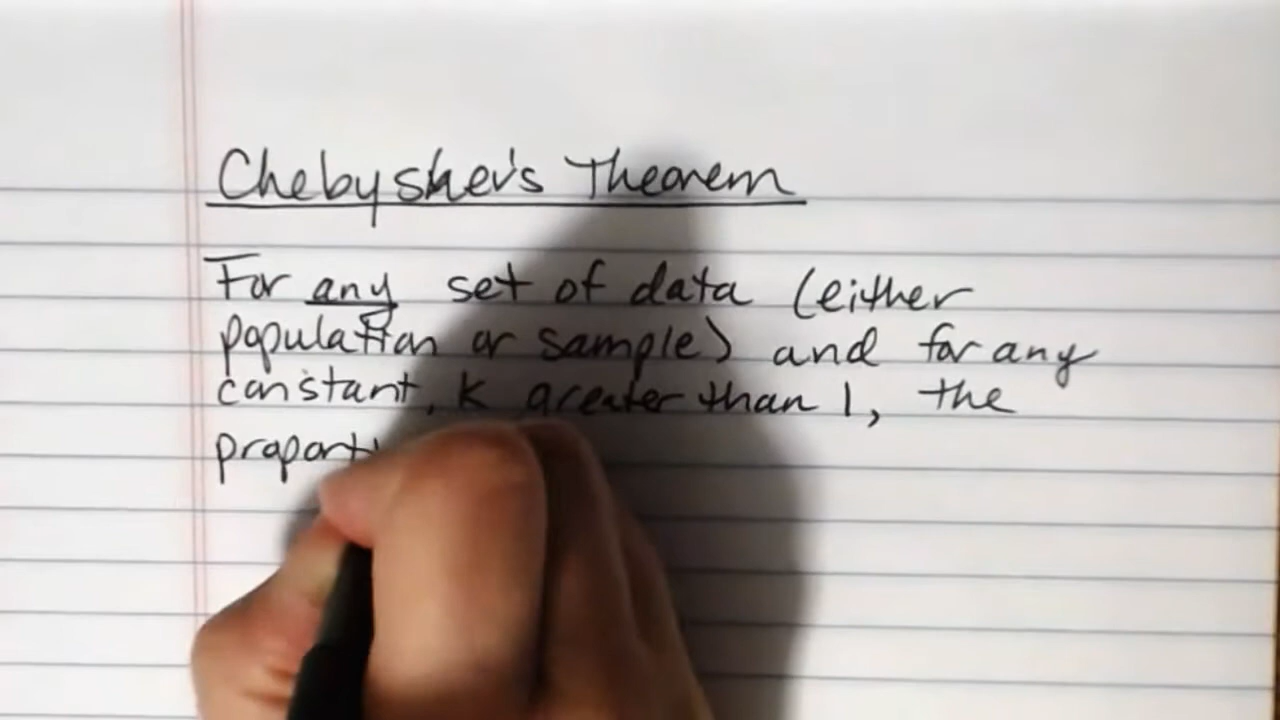 Chebyshev's Theorem
For any set of data (either
population or sample) and for any
constant, K greater than 1, the
proporti